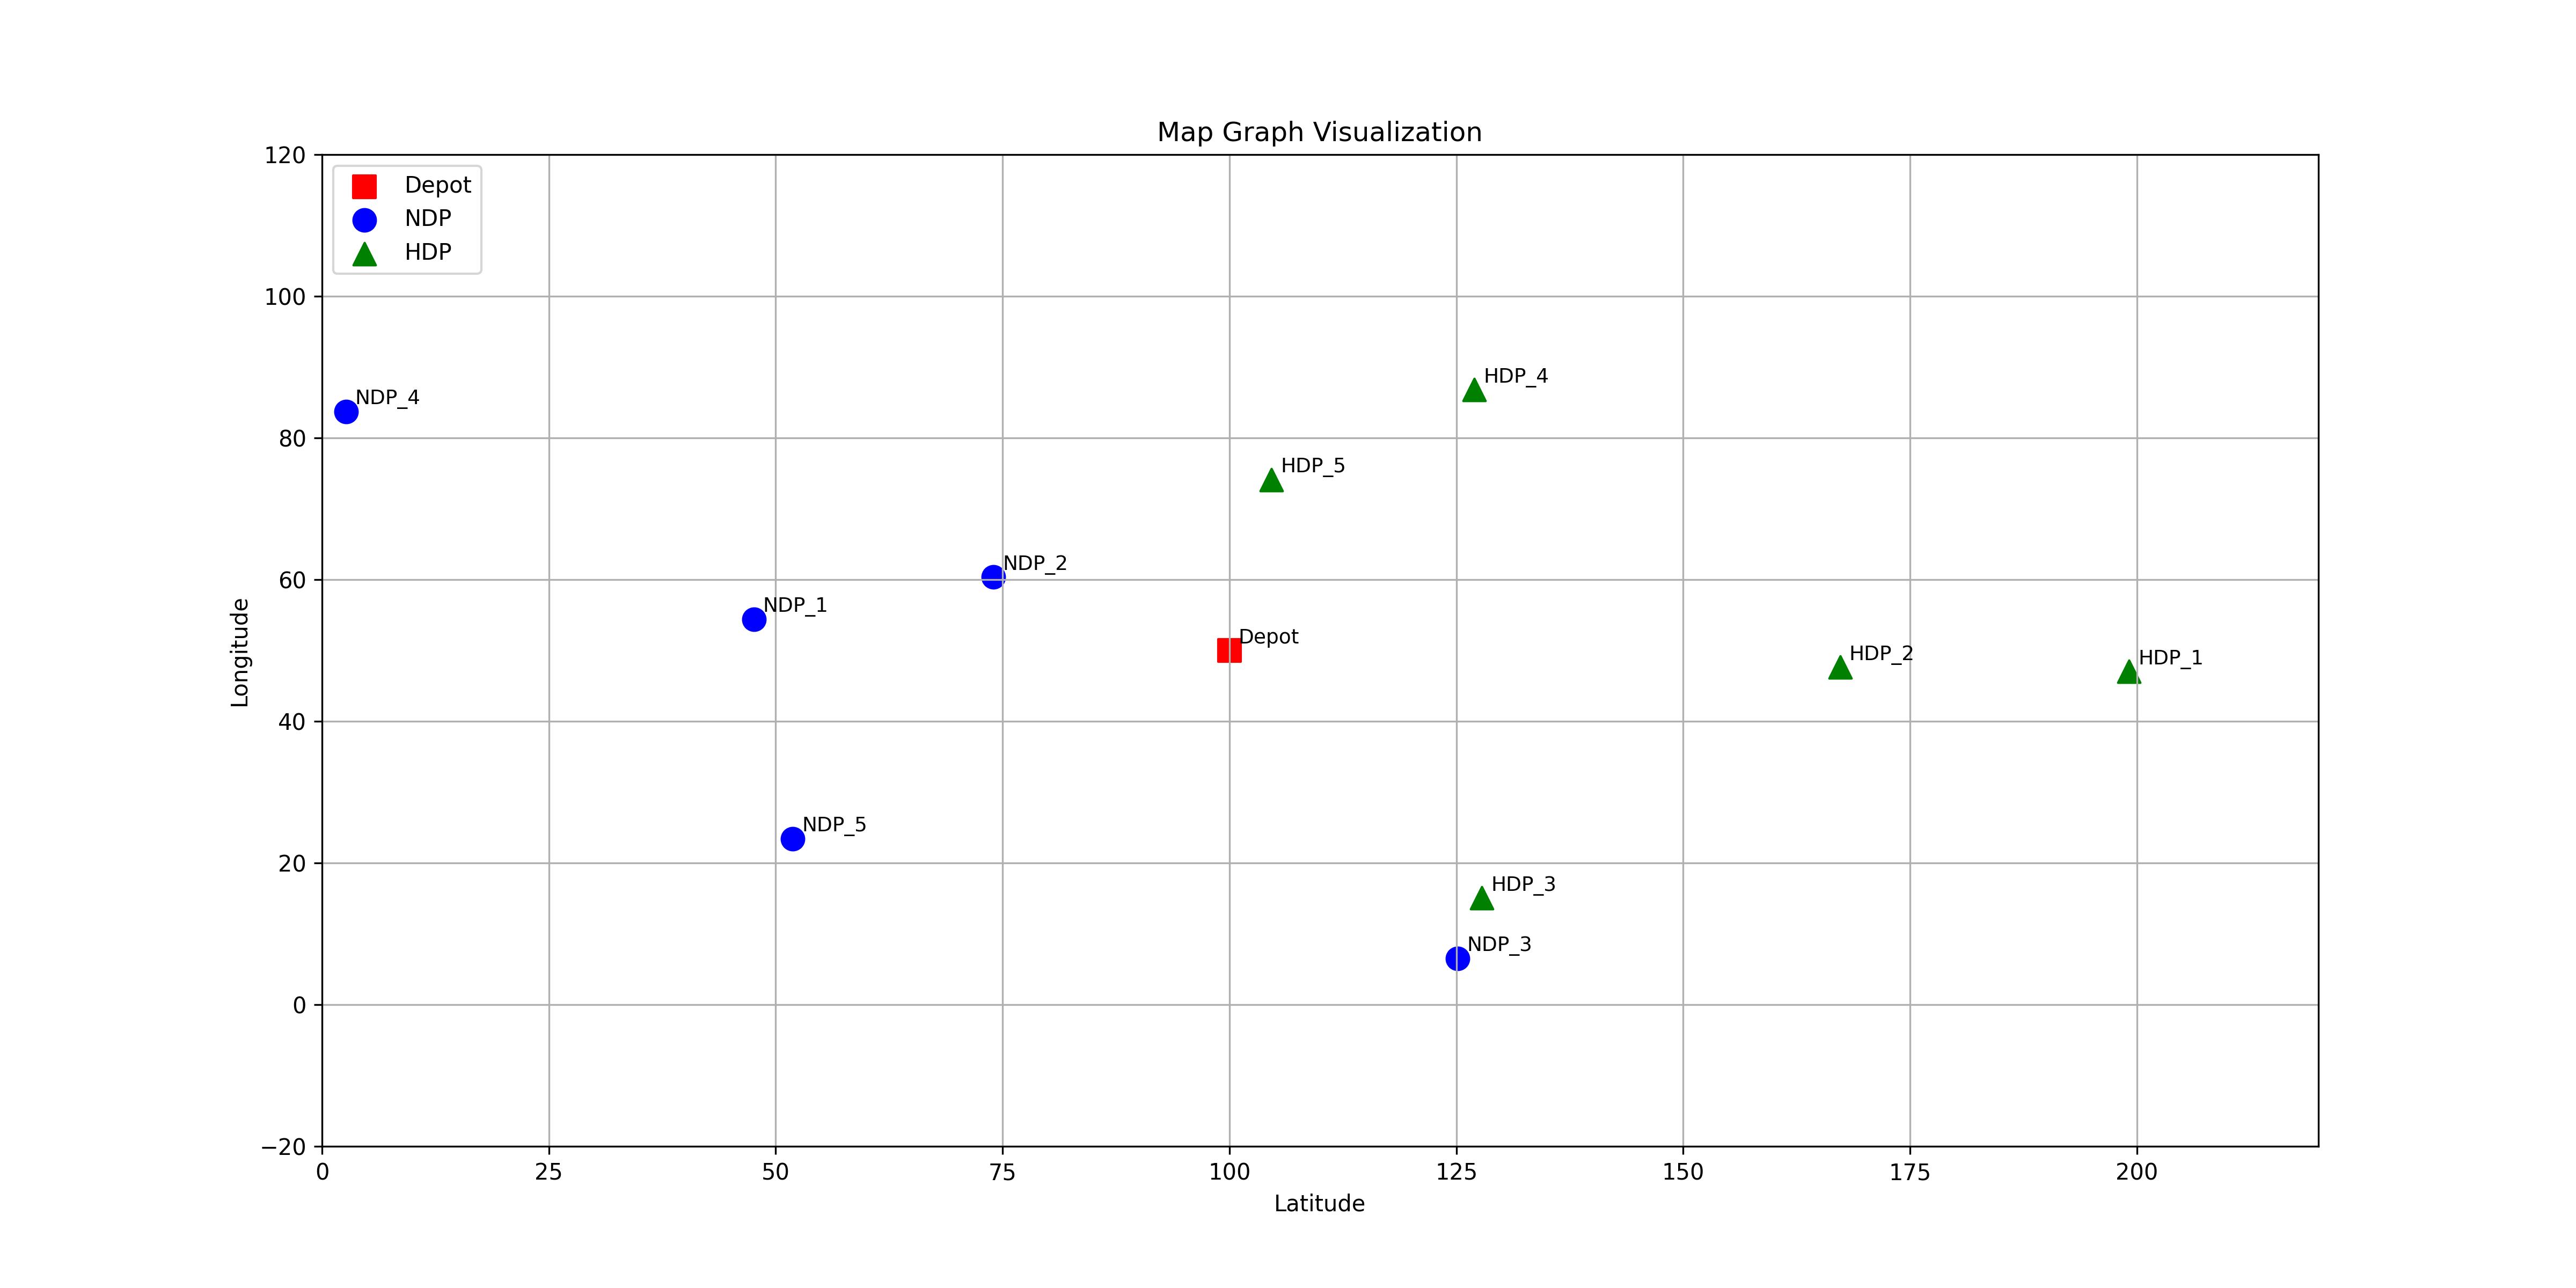 Map Graph Visualization
120
100
80
60
40
20
0
−20
Longitude
Depot
NDP
HDP
NDP_4
HDP_4
HDP_5
NDP_2
NDP_1
Depot
HDP_2
HDP_1
NDP_5
HDP_3
NDP_3
0 25 50 75 100 125 150 175 200
Latitude